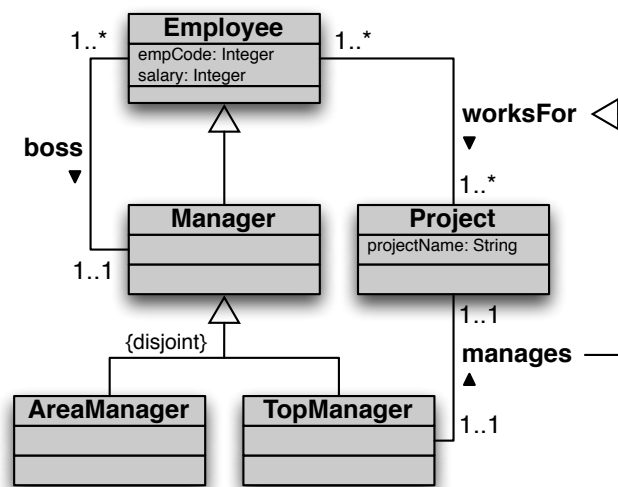 Employee
1..*
1..*
empCode: Integer
salary: Integer
worksFor
boss
1..*
Manager
Project
projectName: String
1..1
1..1
{disjoint}
manages
AreaManager
TopManager
1..1